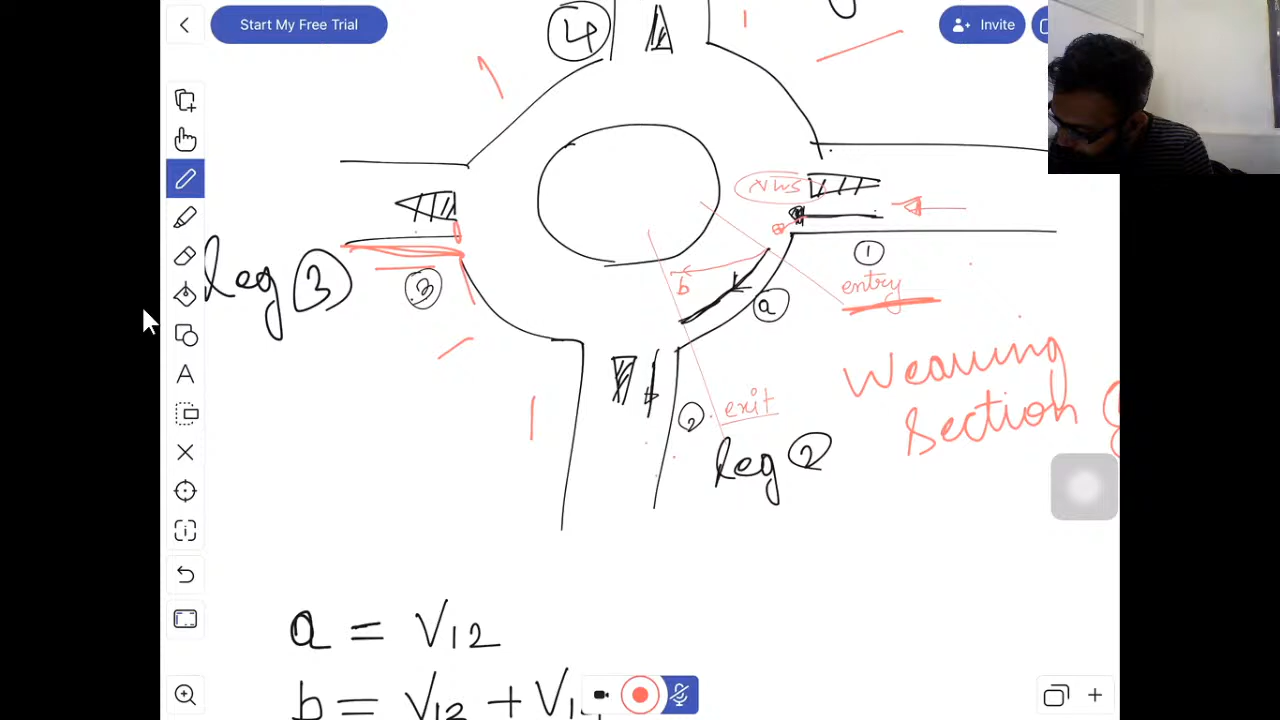 Start My Free Trial
Invite
4
NWS
1
leg 3
3
b
a
entry
Weaving
Section
exit
2
leg 2
a = V12
b = V12 +